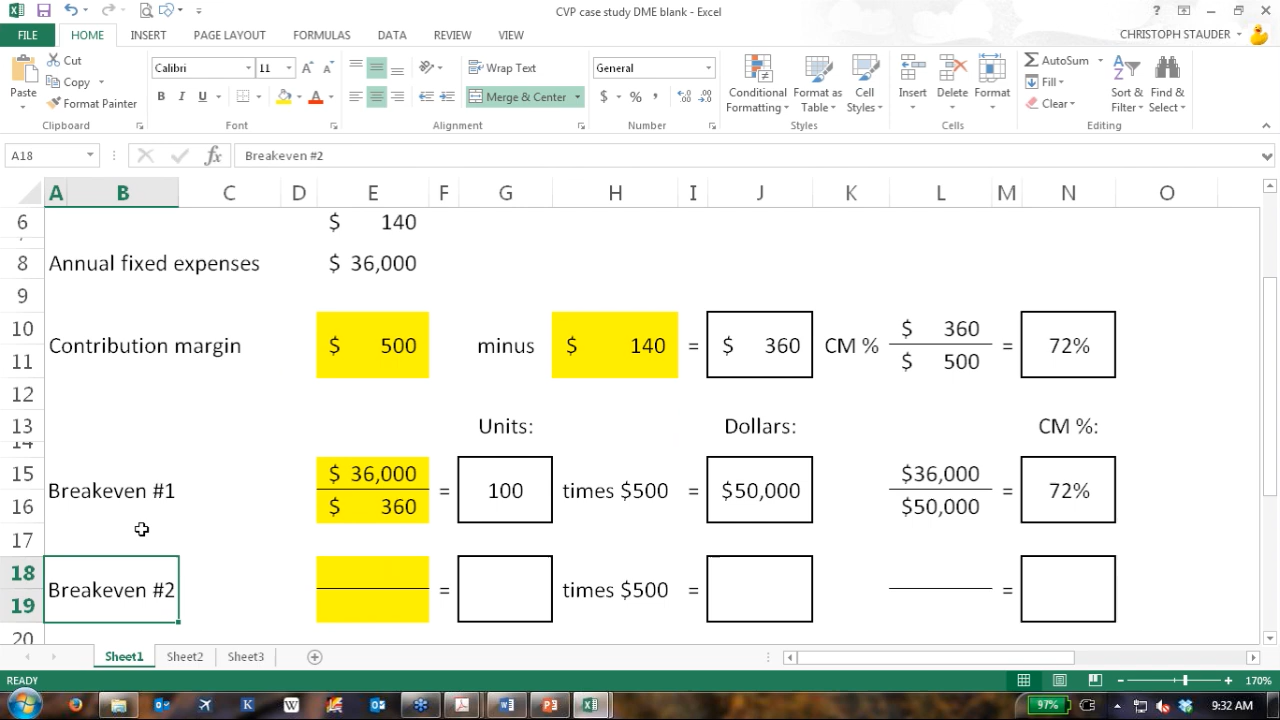 CVP case study DME blank - Excel
FILE HOME INSERT PAGE LAYOUT FORMULAS DATA REVIEW VIEW CHRISTOPH STAUDER
Paste Cut Copy Format Painter
Calibri 11
B I U A
Wrap Text
Merge & Center
General
$ % ,
Conditional Formatting
Format as Table
Cell Styles
Insert Delete Format
AutoSum Fill Clear
Sort & Filter
Find & Select
Clipboard Font Alignment Number Styles Cells Editing
A18 fx Breakeven #2
A B C D E F G H I J K L M N O
6 $ 140
8 Annual fixed expenses $ 36,000
9
10 $ 360
Contribution margin $ 500 minus $ 140 = $ 360 CM % = 72%
11 $ 500
12
13 Units: Dollars: CM %:
14
15 $ 36,000 $36,000
Breakeven #1 = 100 times $500 = $50,000 = 72%
16 $ 360 $50,000
17
18
Breakeven #2 = times $500 = =
19
20
Sheet1 Sheet2 Sheet3
READY 170%
97% 9:32 AM